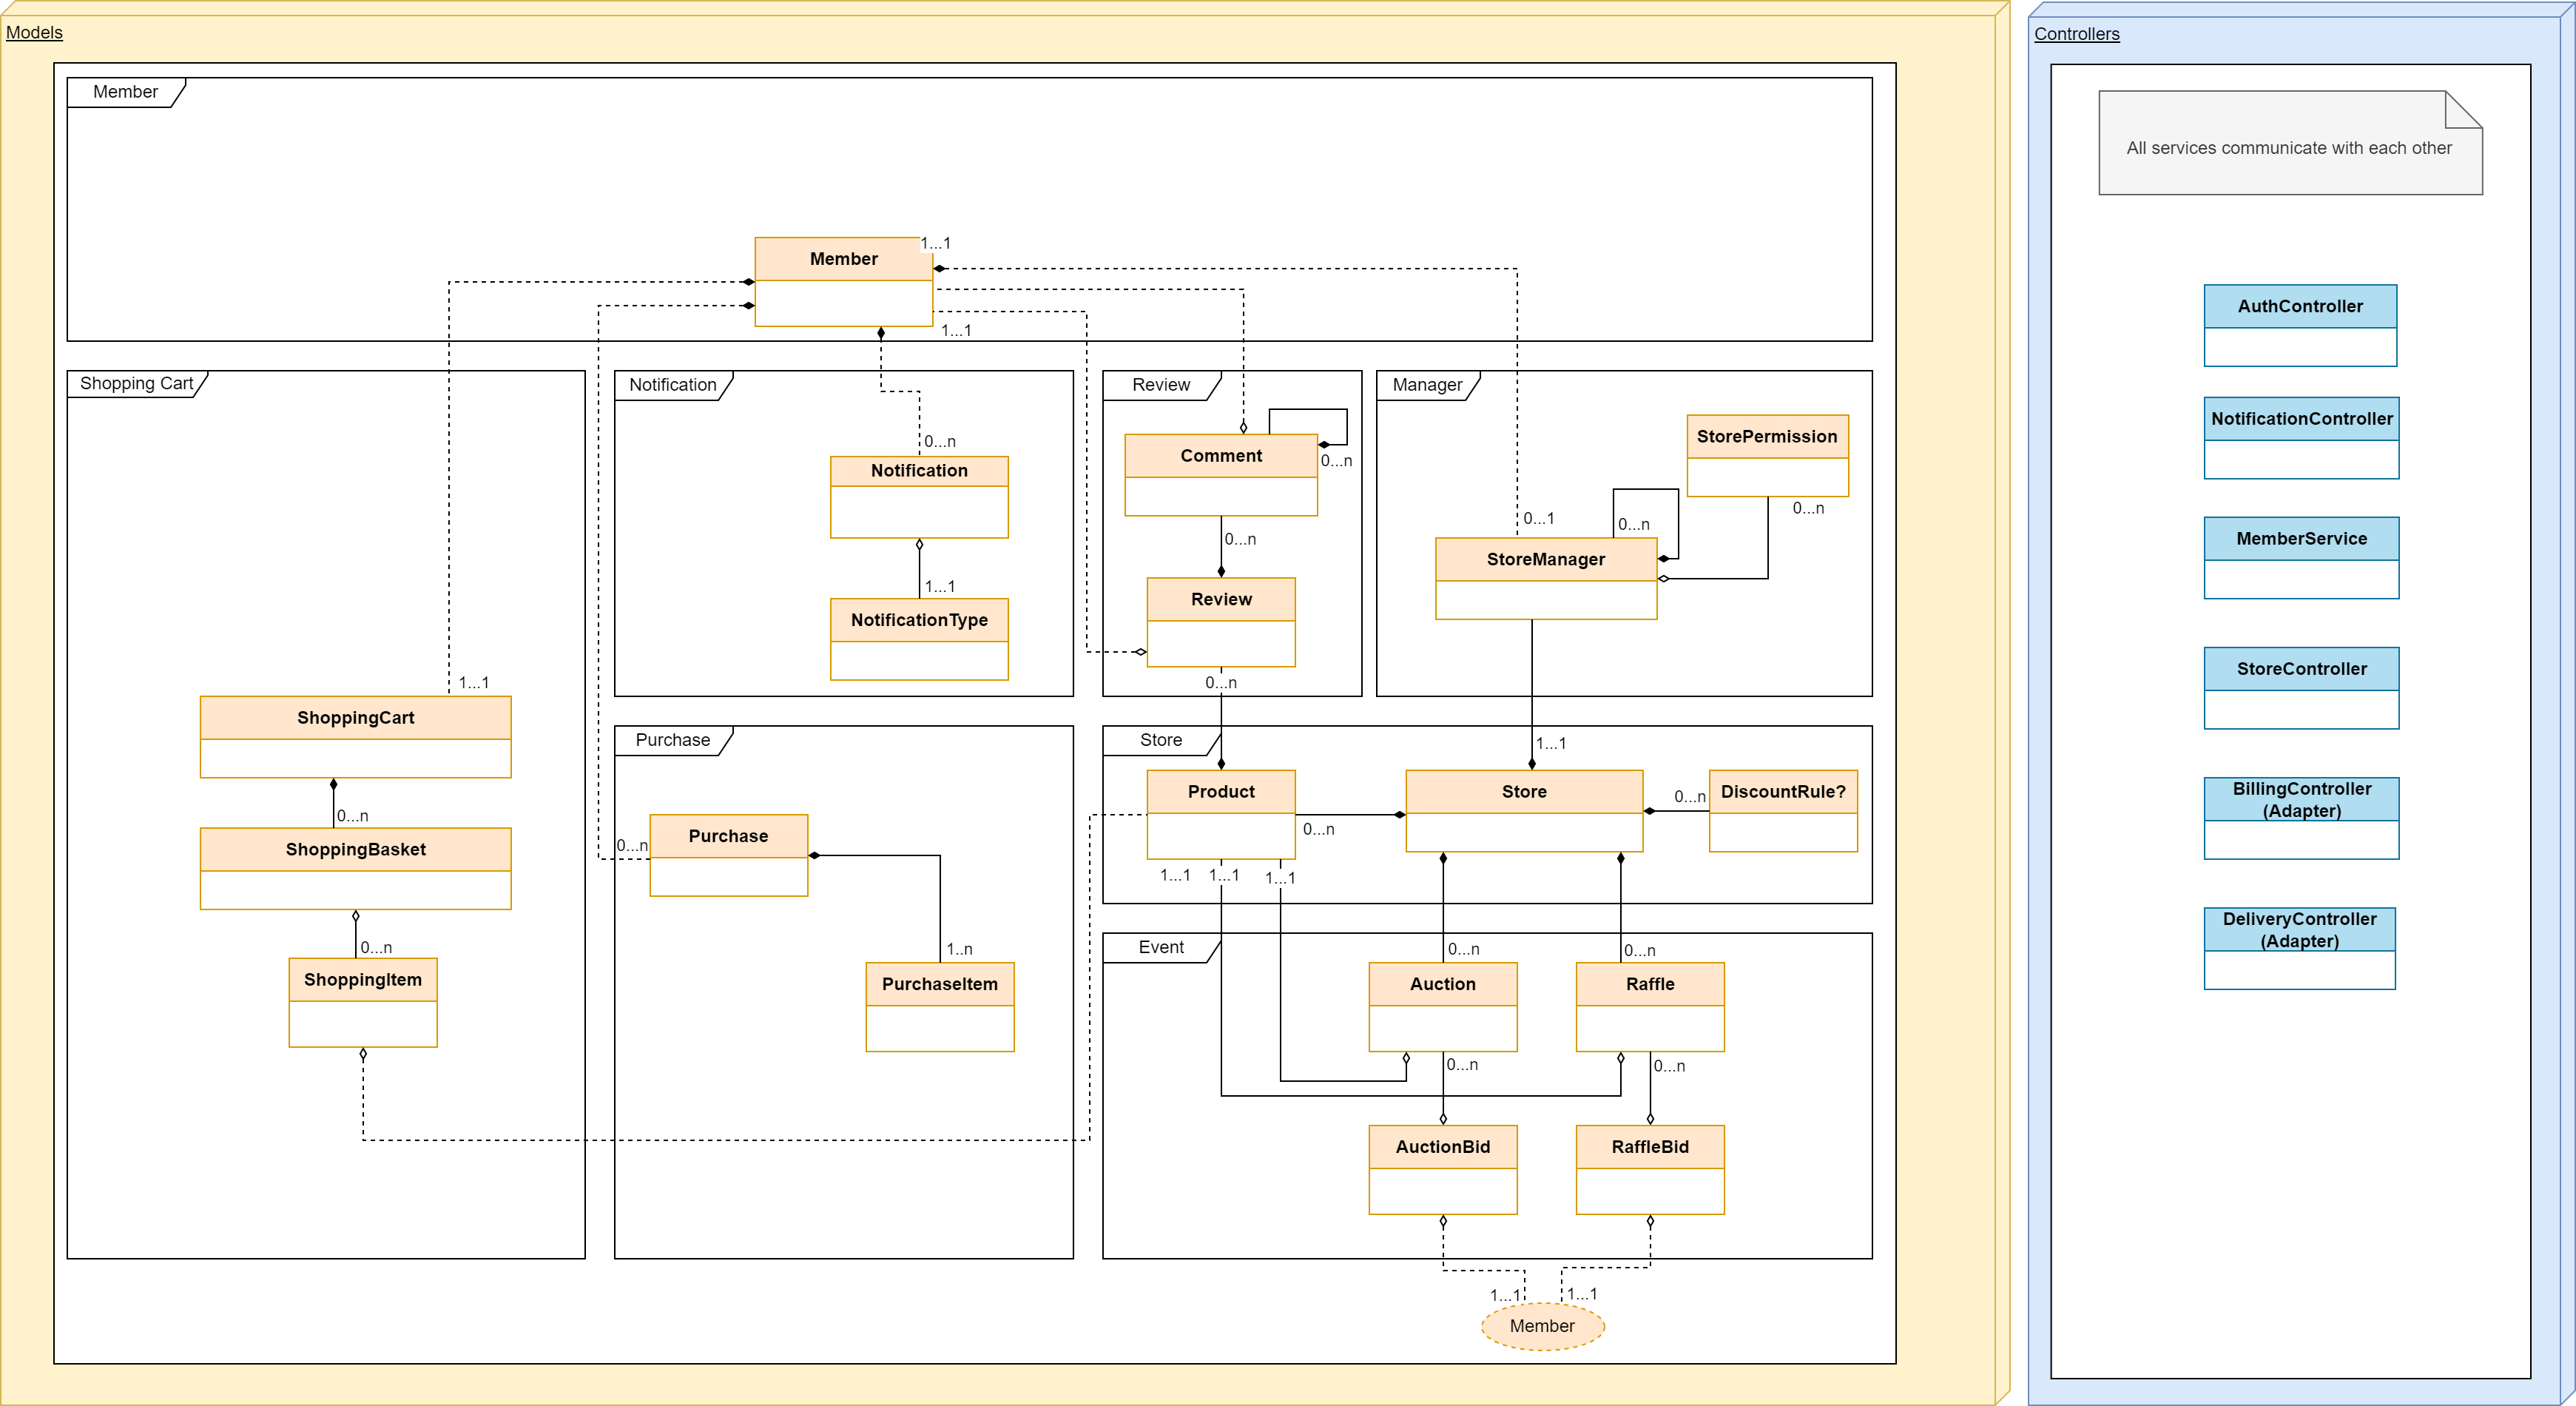 Models
Controllers
Member
All services communicate with each other
1...1
Member
1...1
AuthController
Shopping Cart
Notification
Review
Manager
NotificationController
0...n
Comment
0...n
StorePermission
Notification
0...n
0...1
0...n
0...n
StoreManager
MemberService
1...1
NotificationType
Review
1...1
0...n
StoreController
ShoppingCart
Purchase
Store
1...1
0...n
ShoppingBasket
Purchase
0...n
Product
0...n
Store
0...n
DiscountRule?
BillingController
(Adapter)
1...1
1...1
1...1
0...n
ShoppingItem
1..n
PurchaseItem
Event
0...n
0...n
Auction
Raffle
DeliveryController
(Adapter)
0...n
0...n
AuctionBid
RaffleBid
1...1
1...1
Member